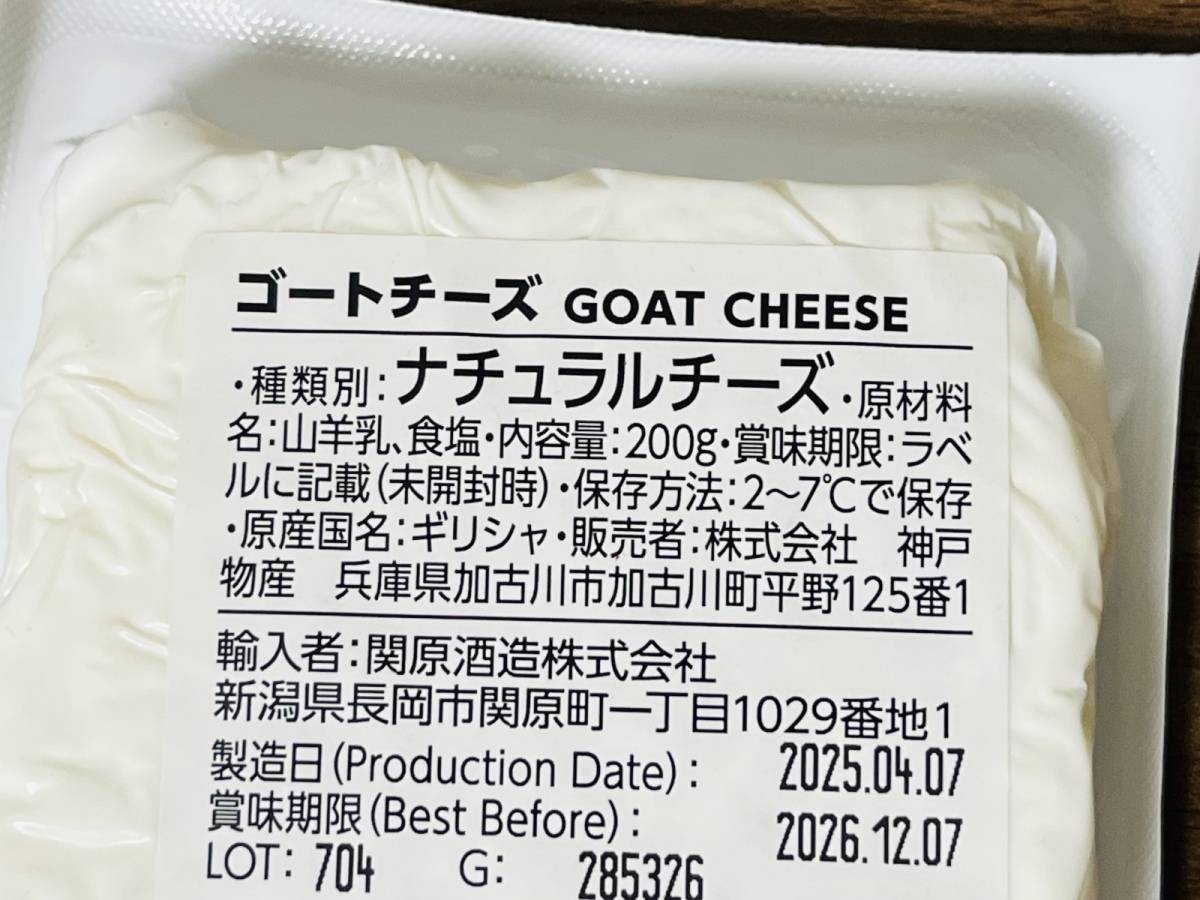 ゴートチーズ GOAT CHEESE
・種類別:ナチュラルチーズ・原材料
名:山羊乳、食塩・内容量:200g・賞味期限:ラベ
ルに記載(未開封時)・保存方法:2〜7℃で保存
・原産国名:ギリシャ・販売者:株式会社 神戸
物産 兵庫県加古川市加古川町平野125番1
輸入者:関原酒造株式会社
新潟県長岡市関原町一丁目1029番地1
製造日(Production Date): 2025.04.07
賞味期限(Best Before): 2026.12.07
LOT: 704 G: 285326